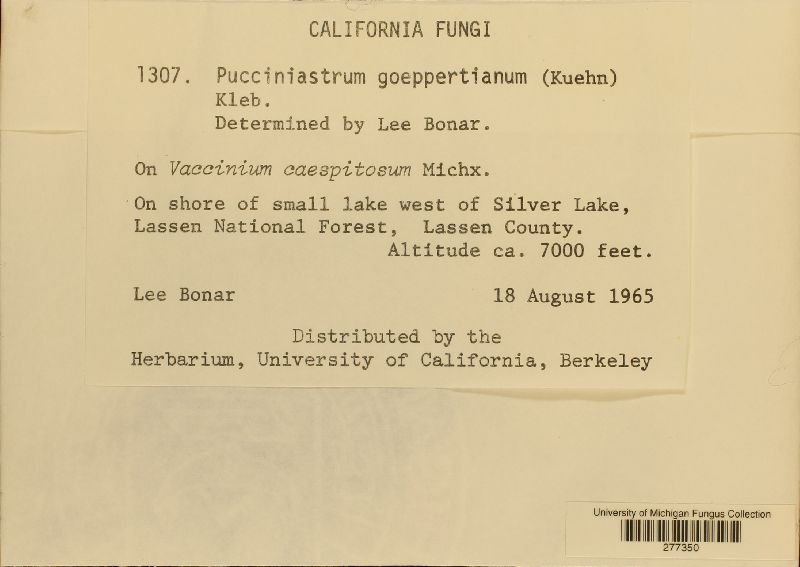 CALIFORNIA FUNGI
1307. Pucciniastrum goeppertianum (Kuehn)
Kleb.
Determined by Lee Bonar.
On Vaccinium caespitosum Michx.
On shore of small lake west of Silver Lake,
Lassen National Forest, Lassen County.
Altitude ca. 7000 feet.
Lee Bonar 18 August 1965
Distributed by the
Herbarium, University of California, Berkeley
University of Michigan Fungus Collection
277350